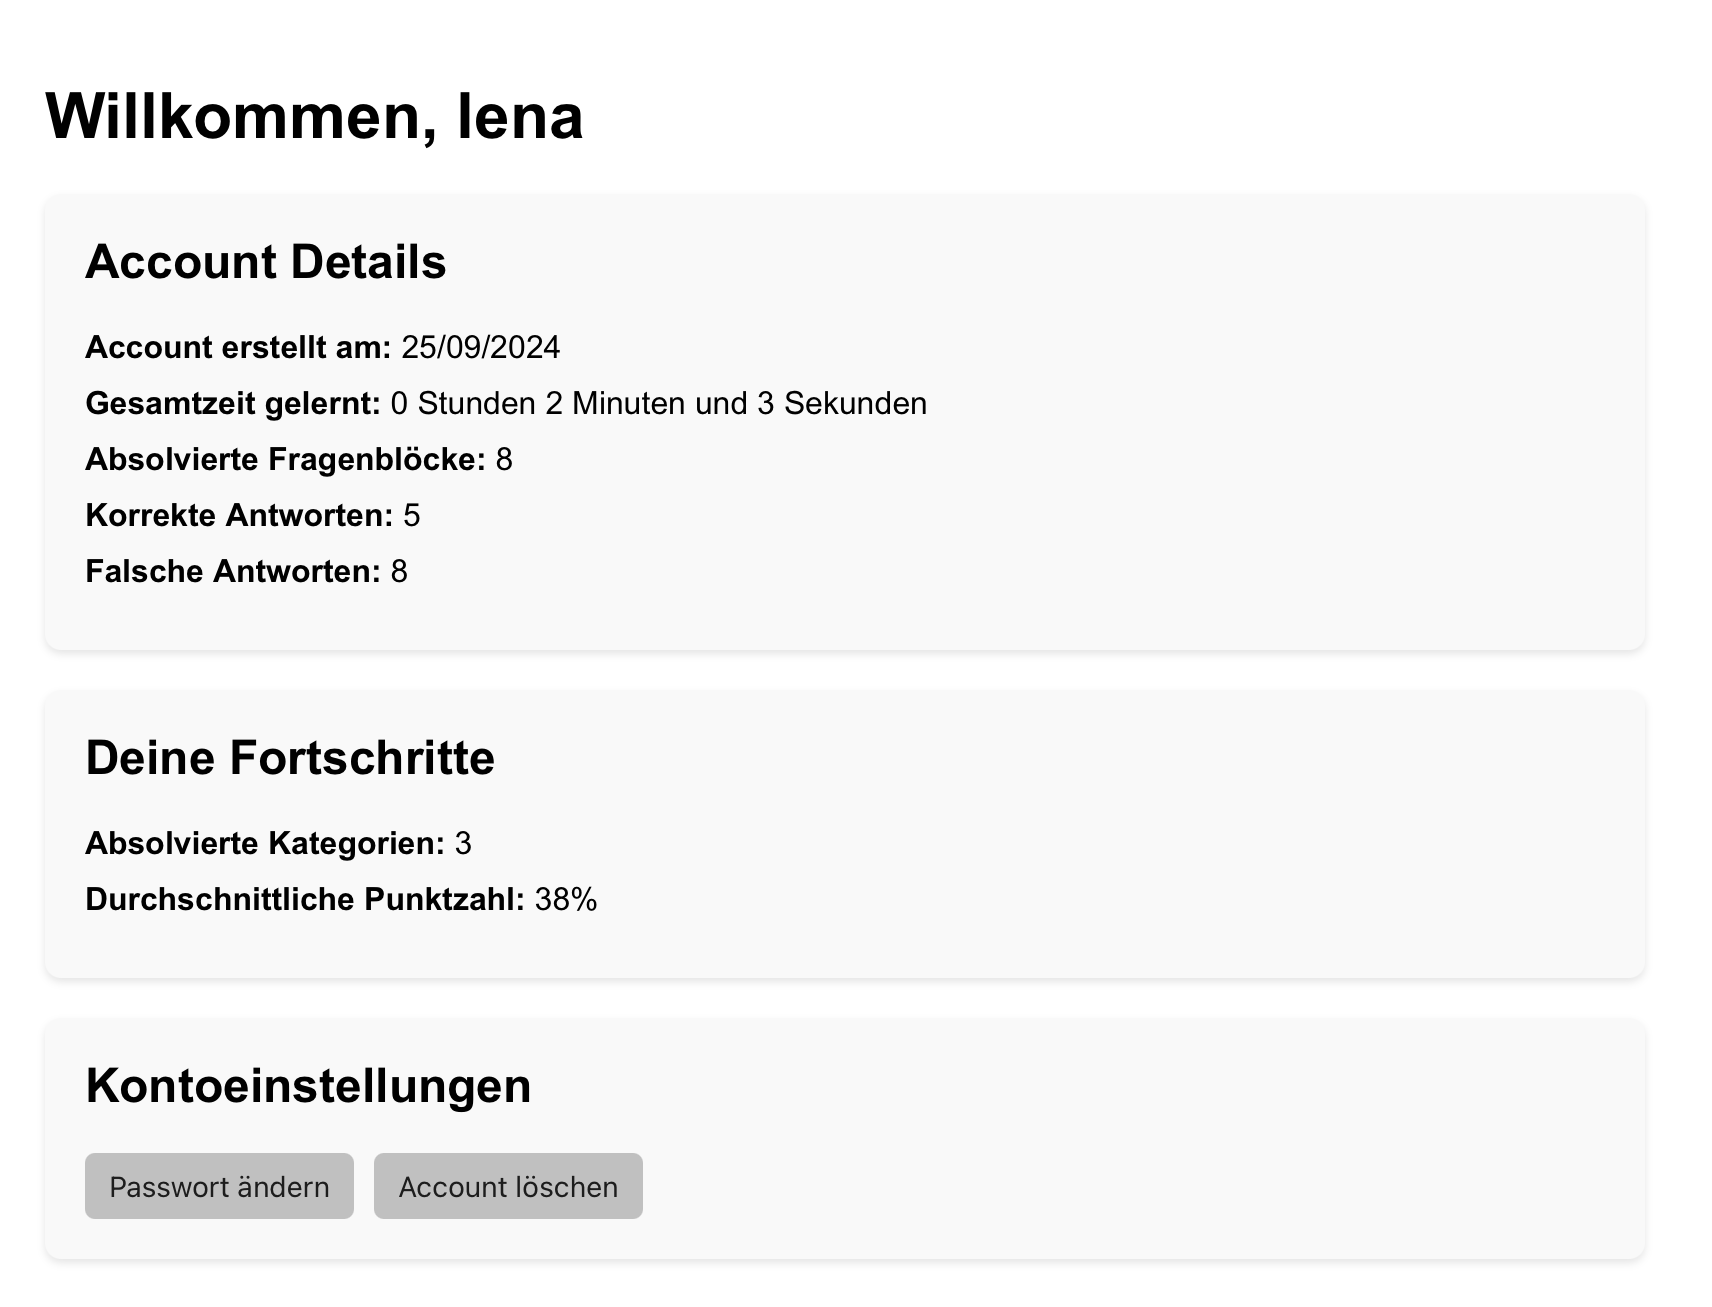 Willkommen, lena
Account Details
Account erstellt am: 25/09/2024
Gesamtzeit gelernt: 0 Stunden 2 Minuten und 3 Sekunden
Absolvierte Fragenblöcke: 8
Korrekte Antworten: 5
Falsche Antworten: 8
Deine Fortschritte
Absolvierte Kategorien: 3
Durchschnittliche Punktzahl: 38%
Kontoeinstellungen
Passwort ändern Account löschen